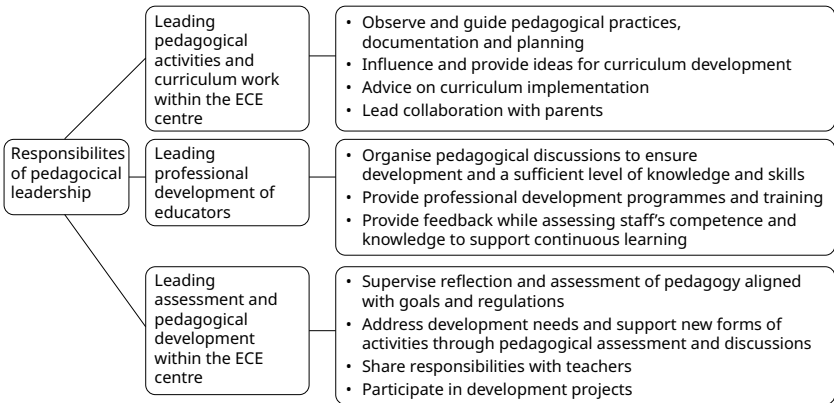 Responsibilites
of pedagocical
leadership
Leading
pedagogical
activities and
curriculum work
within the ECE
centre
• Observe and guide pedagogical practices,
documentation and planning
• Influence and provide ideas for curriculum development
• Advice on curriculum implementation
• Lead collaboration with parents
Leading
professional
development of
educators
• Organise pedagogical discussions to ensure
development and a sufficient level of knowledge and skills
• Provide professional development programmes and training
• Provide feedback while assessing staff’s competence and
knowledge to support continuous learning
Leading
assessment and
pedagogical
development
within the ECE
centre
• Supervise reflection and assessment of pedagogy aligned
with goals and regulations
• Address development needs and support new forms of
activities through pedagogical assessment and discussions
• Share responsibilities with teachers
• Participate in development projects